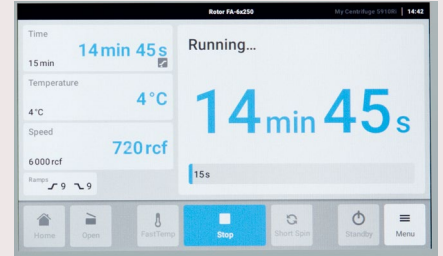 Rotor FA-6x250
My Centrifuge 5910Ri
14:42
Time
14 min 45 s
15 min
Temperature
4 °C
4 °C
Speed
720 rcf
6 000 rcf
Ramps
9 9
Running...
14 min 45 s
15 s
Home
Open
FastTemp
Stop
Short Spin
Standby
Menu